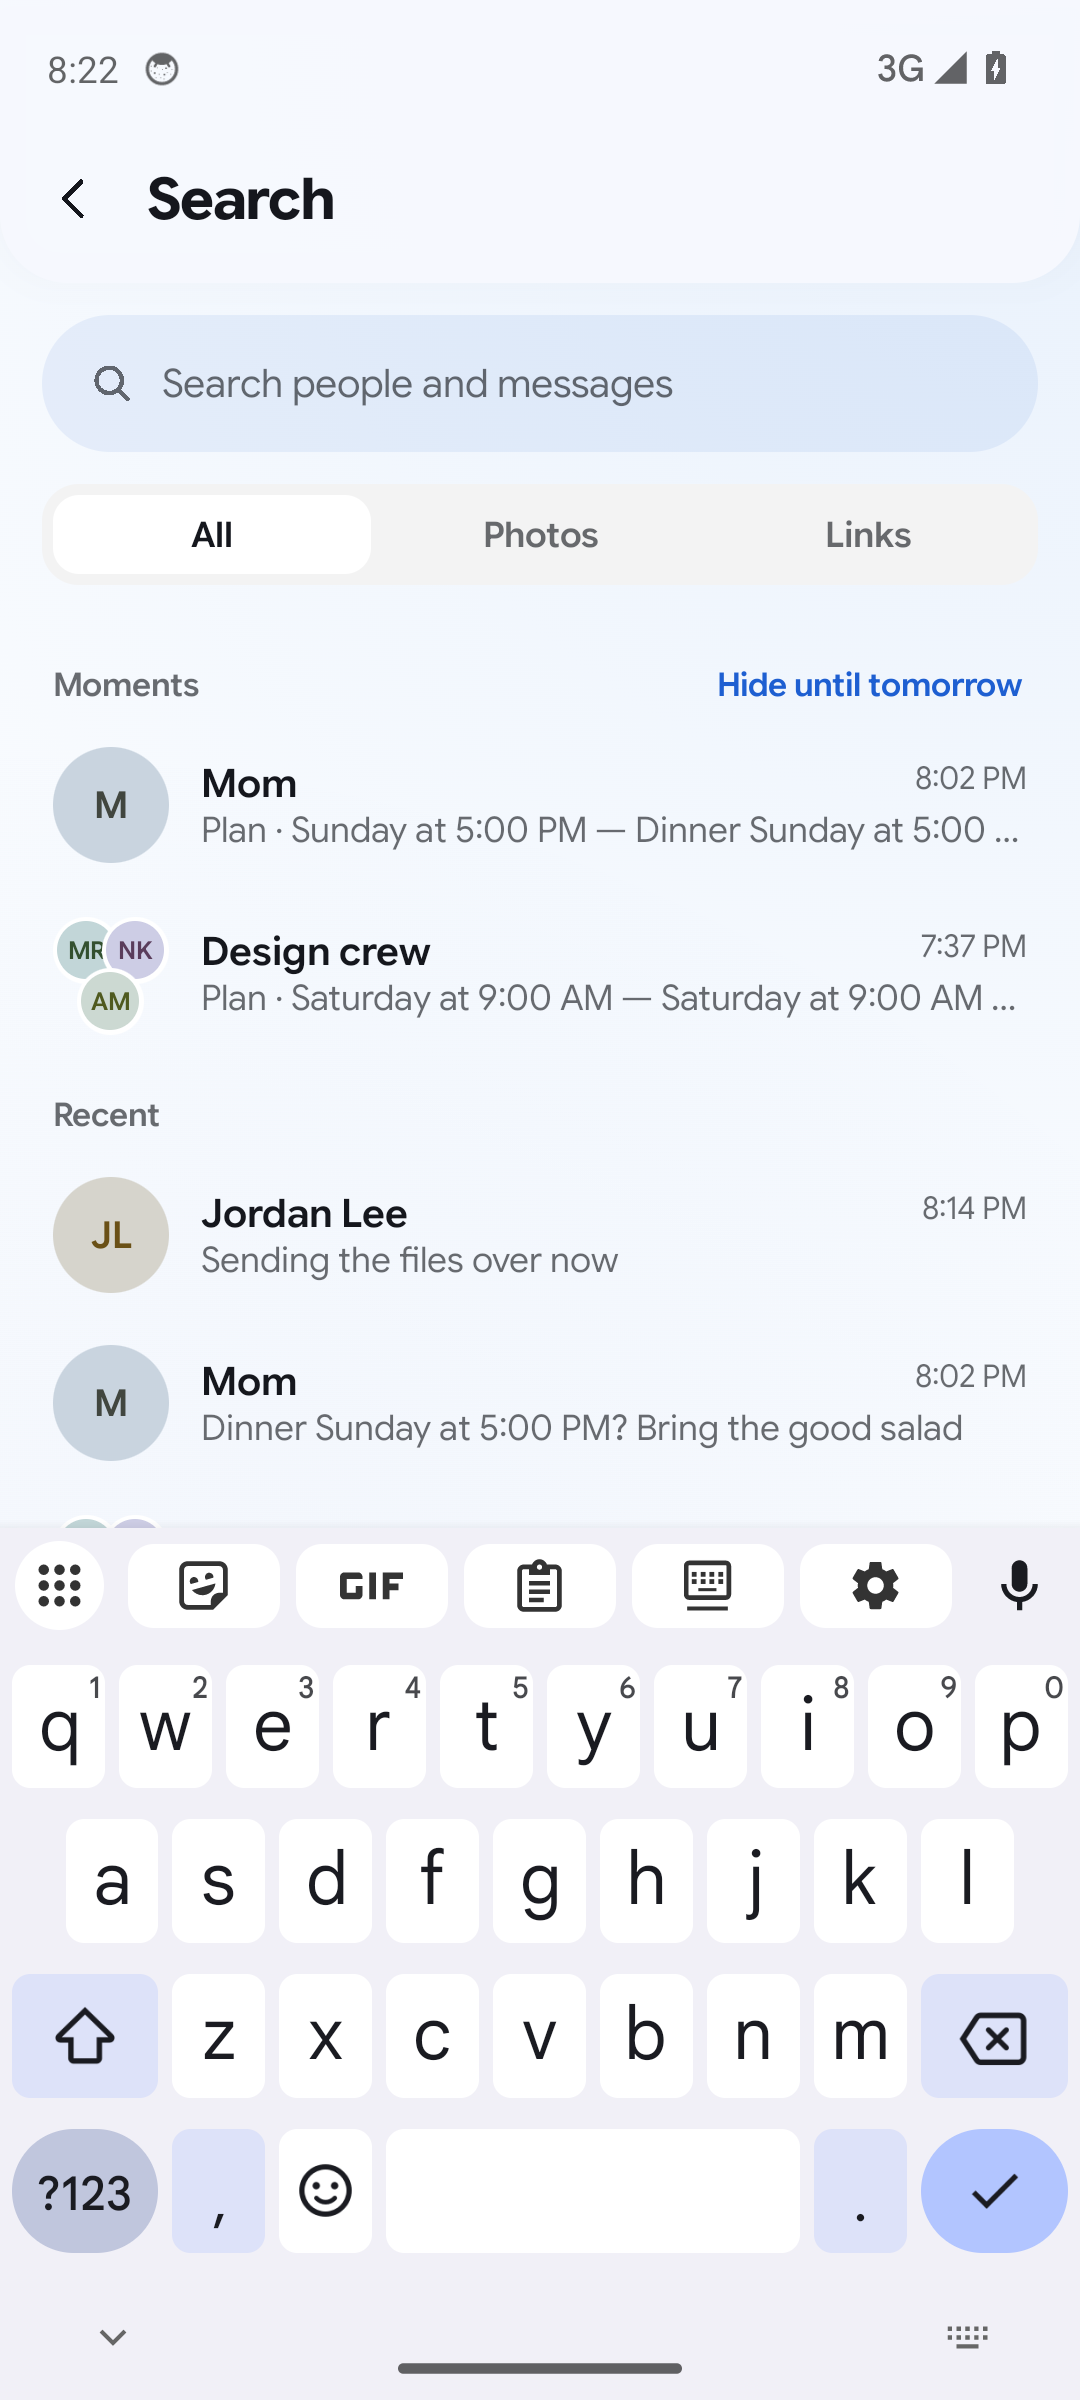 8:22
3G
Search
Search people and messages
All Photos Links
Moments Hide until tomorrow
M Mom 8:02 PM
Plan · Sunday at 5:00 PM — Dinner Sunday at 5:00 ...
MR NK AM Design crew 7:37 PM
Plan · Saturday at 9:00 AM — Saturday at 9:00 AM ...
Recent
JL Jordan Lee 8:14 PM
Sending the files over now
M Mom 8:02 PM
Dinner Sunday at 5:00 PM? Bring the good salad
GIF
q 1 w 2 e 3 r 4 t 5 y 6 u 7 i 8 o 9 p 0
a s d f g h j k l
z x c v b n m
?123 , .